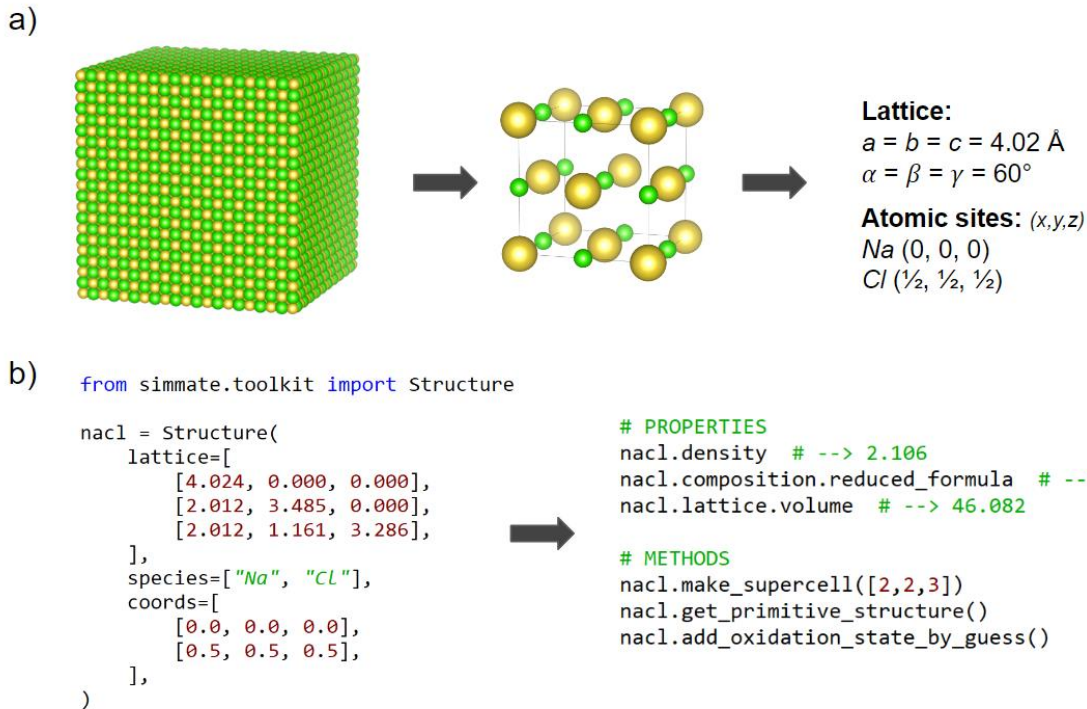 a)
Lattice:
a = b = c = 4.02 Å
α = β = γ = 60°
Atomic sites: (x,y,z)
Na (0, 0, 0)
Cl (½, ½, ½)
b)
from simmate.toolkit import Structure
nacl = Structure(
lattice=[
[4.024, 0.000, 0.000],
[2.012, 3.485, 0.000],
[2.012, 1.161, 3.286],
],
species=["Na", "Cl"],
coords=[
[0.0, 0.0, 0.0],
[0.5, 0.5, 0.5],
],
)
# PROPERTIES
nacl.density # --> 2.106
nacl.composition.reduced_formula # --
nacl.lattice.volume # --> 46.082
# METHODS
nacl.make_supercell([2,2,3])
nacl.get_primitive_structure()
nacl.add_oxidation_state_by_guess()